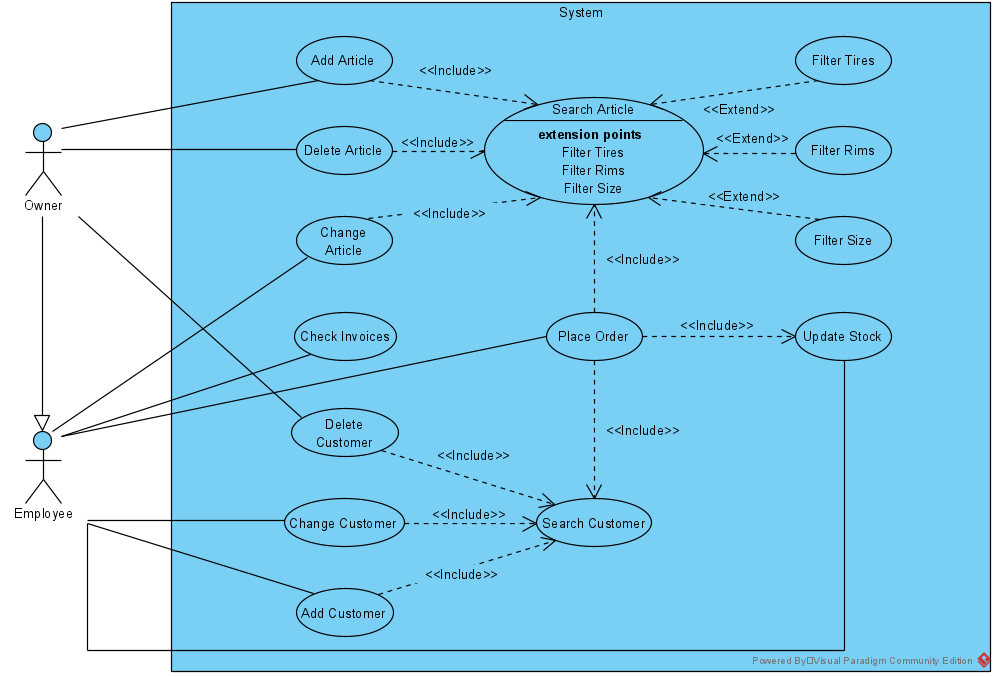 System
Add Article
<<Include>>
Search Article
extension points
Filter Tires
Filter Rims
Filter Size
Filter Tires
<<Extend>>
Delete Article
<<Include>>
<<Extend>>
Filter Rims
Owner
Change
Article
<<Include>>
<<Extend>>
Filter Size
<<Include>>
Check Invoices
Place Order
<<Include>>
Update Stock
Delete
Customer
<<Include>>
<<Include>>
Employee
Change Customer
<<Include>>
Search Customer
<<Include>>
Add Customer
Powered By Visual Paradigm Community Edition